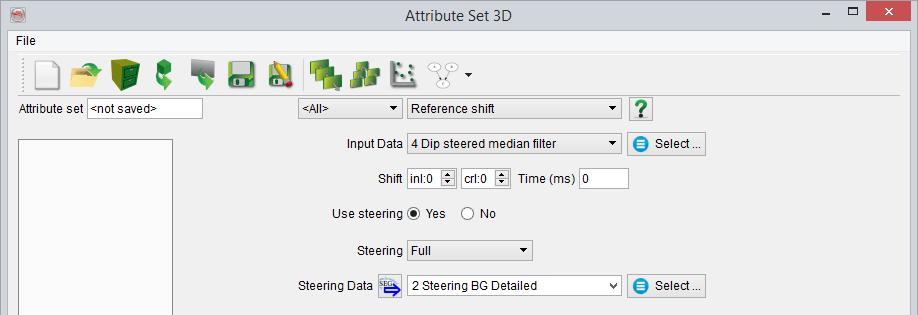 Attribute Set 3D
File
Attribute set <not saved> <All> Reference shift ?
Input Data 4 Dip steered median filter Select ...
Shift inl:0 crl:0 Time (ms) 0
Use steering Yes No
Steering Full
Steering Data SEG 2 Steering BG Detailed Select ...